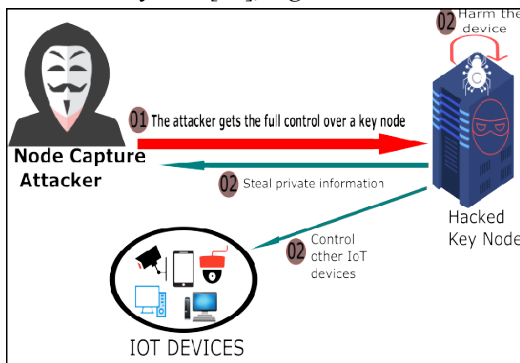 02 Harm the
device
01 The attacker gets the full control over a key node
Node Capture
Attacker
02 Steal private information
Hacked
Key Node
02 Control
other IoT
devices
IOT DEVICES